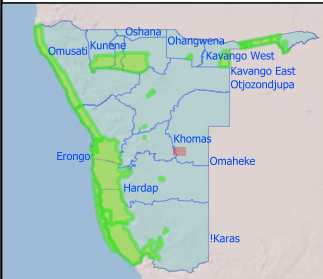 Oshana
Ohangwena
Kunene
Omusati
Kavango West
Kavango East
Otjozondjupa
Khomas
Erongo
Omaheke
Hardap
!Karas